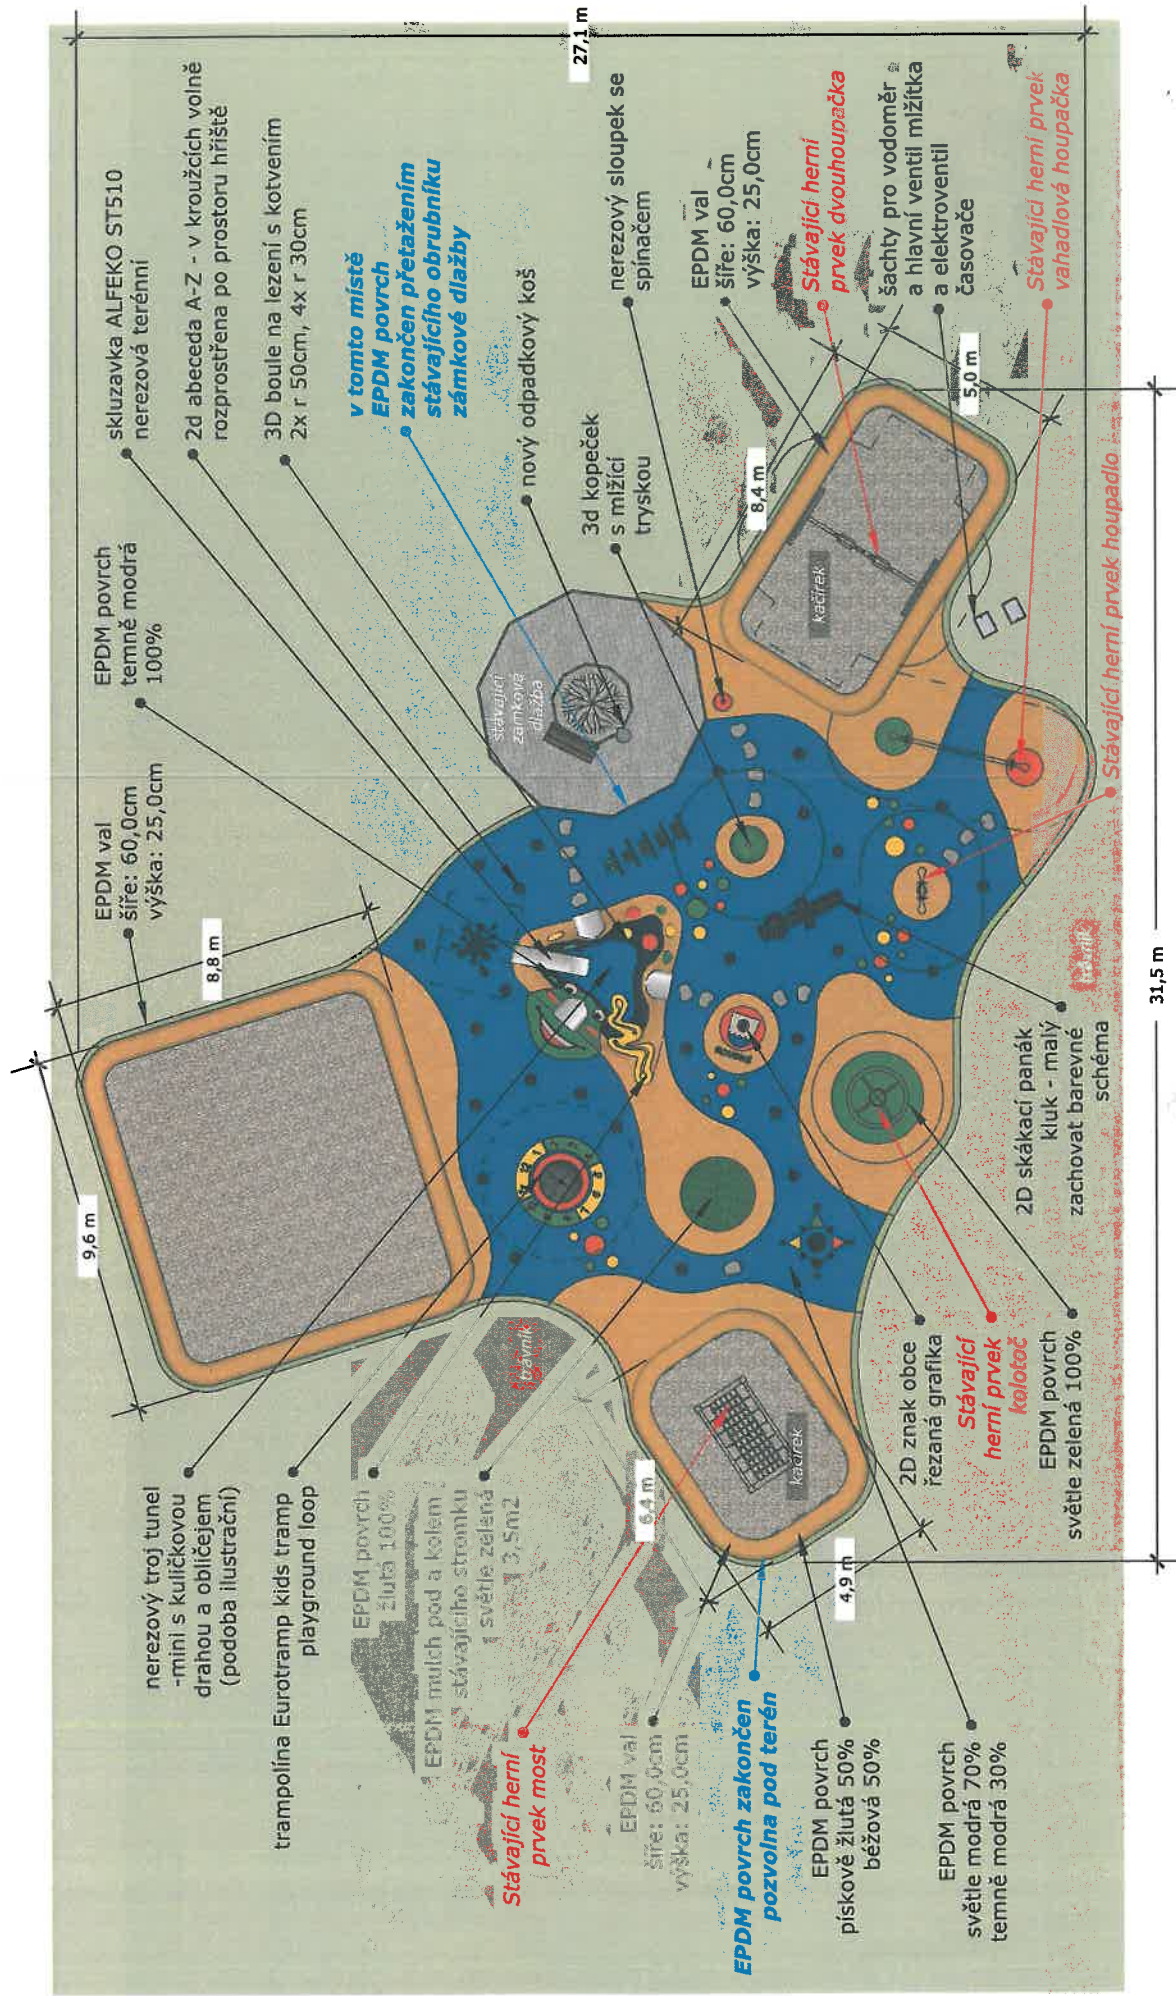 nerezový troj tunel
-mini s kuličkovou
drahou a obličejem
(podoba ilustrační)
trampolína Eurotramp kids tramp
playground loop
EPDM povrch
žlutá 100%
EPDM mulch pod a kolem
stávajícího stromku
světle zelená
3,5m2
Stávající herní
prvek most
EPDM val
šíře: 60,0cm
výška: 25,0cm
EPDM povrch zakončen
pozvolna pod terén
EPDM povrch
pískově žlutá 50%
béžová 50%
EPDM povrch
světle modrá 70%
temně modrá 30%
9,6 m
8,8 m
6,4 m
4,9 m
trávník
kačírek
EPDM val
šíře: 60,0cm
výška: 25,0cm
EPDM povrch
temně modrá
100%
skluzavka ALFEKO ST510
nerezová terénní
2d abeceda A-Z - v kroužcích volně
rozprostřena po prostoru hřiště
3D boule na lezení s kotvením
2x r 50cm, 4x r 30cm
v tomto místě
EPDM povrch
zakončen přetažením
stávajícího obrubníku
zámkové dlažby
Stávající
zámková
dlažba
nový odpadkový koš
3d kopeček
s mlžící
tryskou
27,1 m
nerezový sloupek se
spínačem
EPDM val
šíře: 60,0cm
výška: 25,0cm
Stávající herní
prvek dvouhoupačka
šachty pro vodoměr
a hlavní ventil mlžítka
a elektroventil
časovače
Stávající herní prvek
vahadlová houpačka
8,4 m
5,0 m
kačírek
Stávající herní prvek houpadlo
2D znak obce
řezaná grafika
Stávající
herní prvek
kolotoč
EPDM povrch
světle zelená 100%
2D skákací panák
kluk - malý
zachovat barevné
schéma
31,5 m